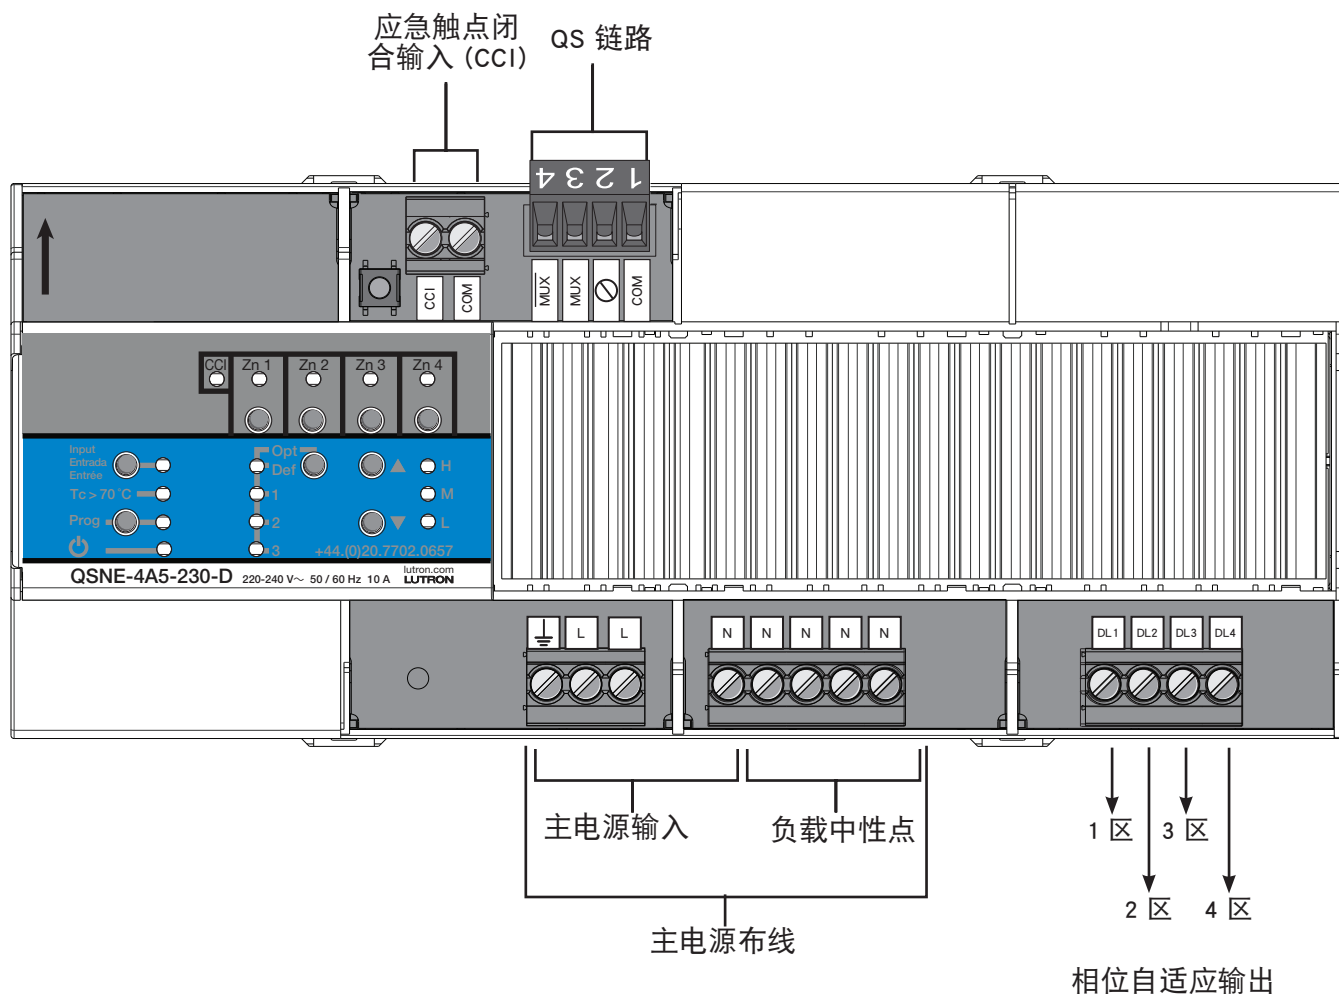 应急触点闭
合输入 (CCI)
QS 链路
4 3 2 1
CCI
COM
MUX
MUX
COM
CCI
Zn 1
Zn 2
Zn 3
Zn 4
Input
Entrada
Entrée
Opt
Def
H
Tc > 70 °C
1
M
Prog
2
L
3
+44.(0)20.7702.0657
QSNE-4A5-230-D
220-240 V~ 50 / 60 Hz 10 A
lutron.com
LUTRON
L
L
N
N
N
N
N
DL1
DL2
DL3
DL4
主电源输入
负载中性点
1 区
3 区
2 区
4 区
主电源布线
相位自适应输出